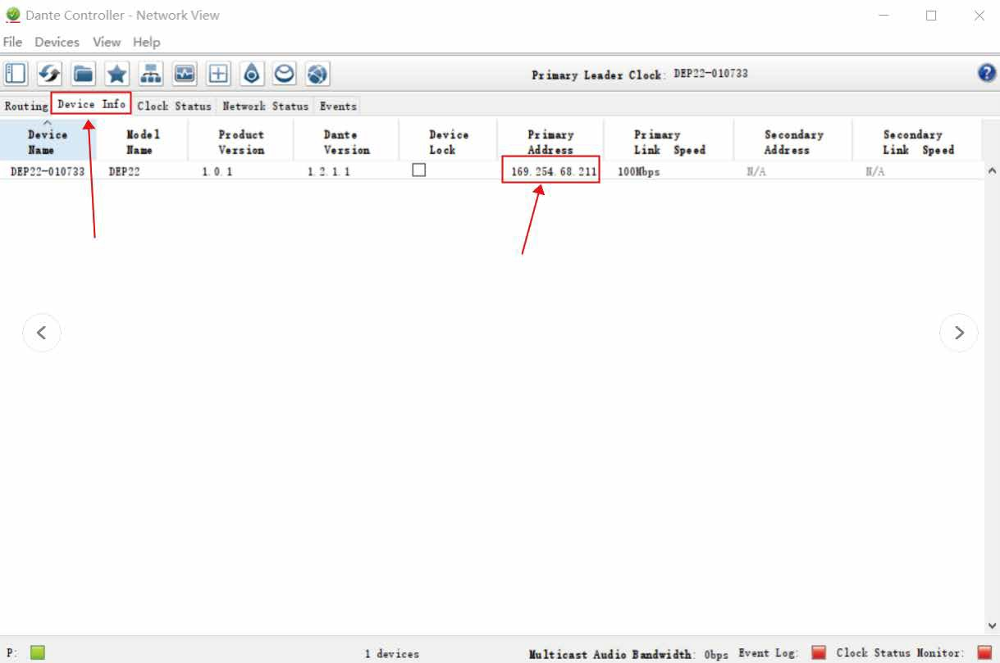 Dante Controller - Network View
File Devices View Help
Primary Leader Clock: DEP22-010733
Routing Device Info Clock Status Network Status Events
Device Name Model Name Product Version Dante Version Device Lock Primary Address Primary Link Speed Secondary Address Secondary Link Speed
DEP22-010733 DEP22 1.0.1 1.2.1.1 169.254.68.211 100Mbps N/A N/A
P: 1 devices Multicast Audio Bandwidth: 0bps Event Log: Clock Status Monitor: